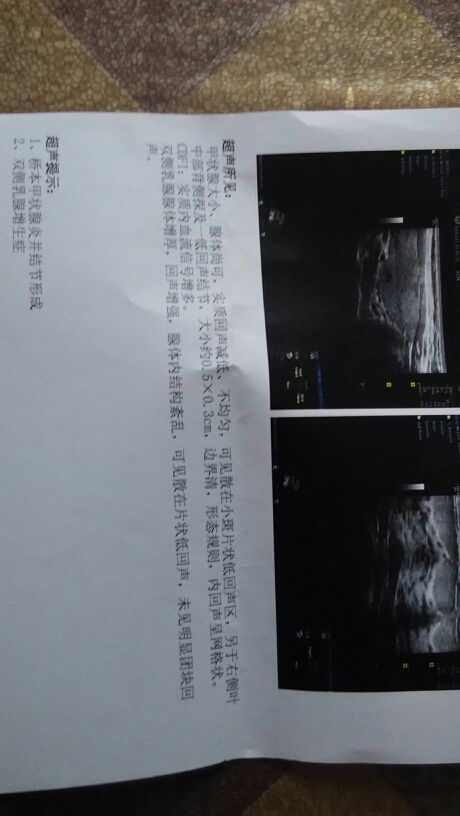 超声所见:
甲状腺大小、腺体尚可,实质回声减低、不均匀,可见散在小斑片状低回声区,另于右侧叶
中部背侧探及一低回声结节,大小约0.5×0.3cm,边界清,形态规则,内回声呈网格状。
CDFI:实质内血流信号增多。
双侧乳腺腺体增厚,回声增强,腺体内结构紊乱,可见散在片状低回声,未见明显团块回
声。
超声提示:
1、桥本甲状腺炎并结节形成
2、双侧乳腺增生症